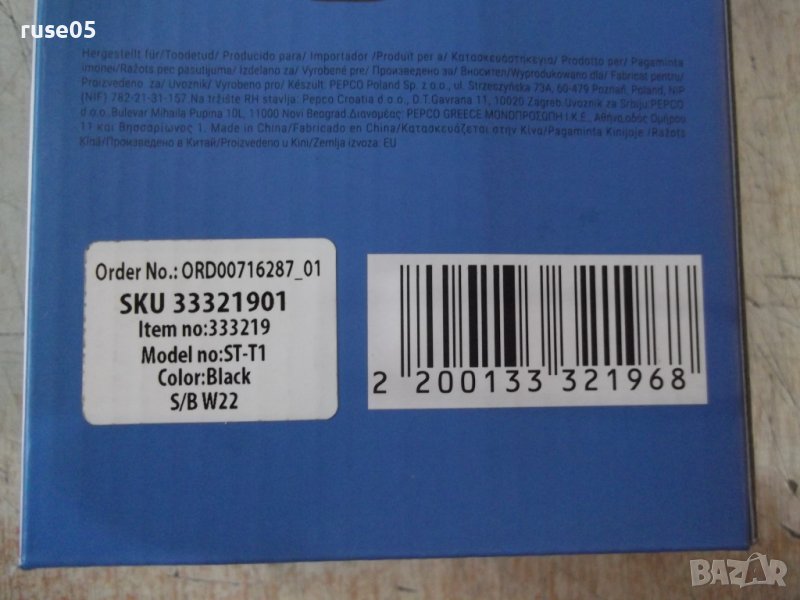 ruse05
Hergestellt für/Toodetud/ Producido para/ Importador /Produit per a/ Κατασκευάστηκεγια/ Prodotto per/ Pagaminta
imonei/Ražots pec pasutijuma/ Izdelano za/ Vyrobené pre/ Произведено за/ Вносител/Wyprodukowano dla/ Fabricat pentru/
Proizvedeno za/ Uvoznik/ Vyrobeno pro/ Készült: PEPCO Poland Sp. z o.o., ul. Strzeszyńska 73A, 60-479 Poznań, Poland, NIP
(NIF) 782-21-31-157.Na tržište RH stavlja: Pepco Croatia d.o.o., D.T.Gavrana 11, 10020 Zagreb.Uvoznik za Srbiju:PEPCO
d.o.o.Bulevar Mihajla Pupina 10L, 11000 Novi Beograd.Διανομέας: PEPCO GREECE ΜΟΝΟΠΡΟΣΩΠΗ Ι.Κ.Ε., Αθήνα,οδός Ομήρου
11 και Βησσαρίωνος 1. Made in China/Fabricado en China/Κατασκευάζεται στην Κίνα/Pagaminta Kinijoje /Ražots
Ķīnā/Произведено в Китай/Proizvedeno u Kini/Zemlja izvoza: EU
Order No.: ORD00716287_01
SKU 33321901
Item no:333219
Model no:ST-T1
Color:Black
S/B W22
2 200133 321968
BAZAR